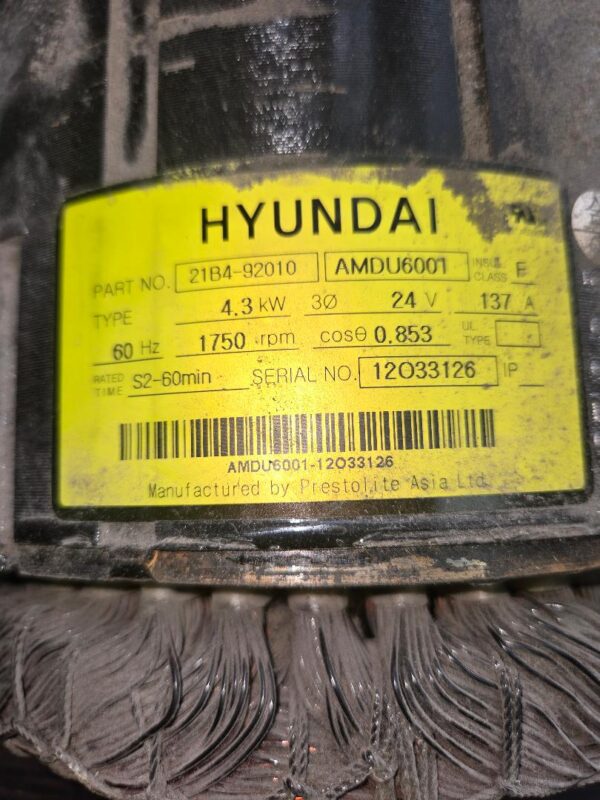 HYUNDAI
PART NO. 21B4-92010 AMDU6001 INSUL CLASS F
TYPE 4.3 kW 3Ø 24 V 137 A
60 Hz 1750 rpm cosθ 0.853 UL TYPE
RATED TIME S2-60min SERIAL NO. 12O33126 IP
AMDU6001-12O33126
Manufactured by Prestolite Asia Ltd